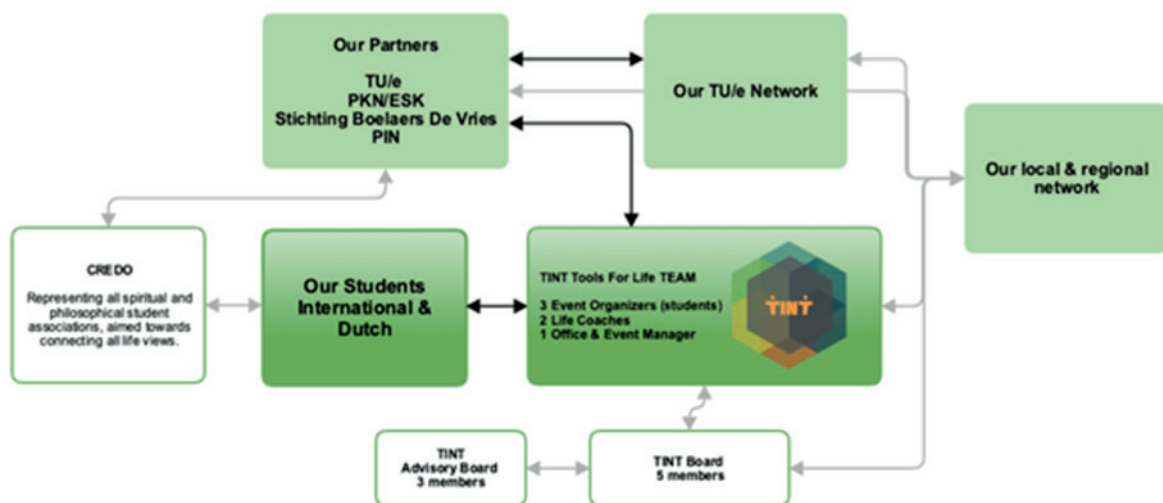 Our Partners
TU/e
PKN/ESK
Stichting Boelaers De Vries
PIN
Our TU/e Network
Our local & regional
network
CREDO
Representing all spiritual and
philosophical student
associations, aimed towards
connecting all life views.
Our Students
International &
Dutch
TINT Tools For Life TEAM
3 Event Organizers (students)
2 Life Coaches
1 Office & Event Manager
TINT
TINT
Advisory Board
3 members
TINT Board
5 members